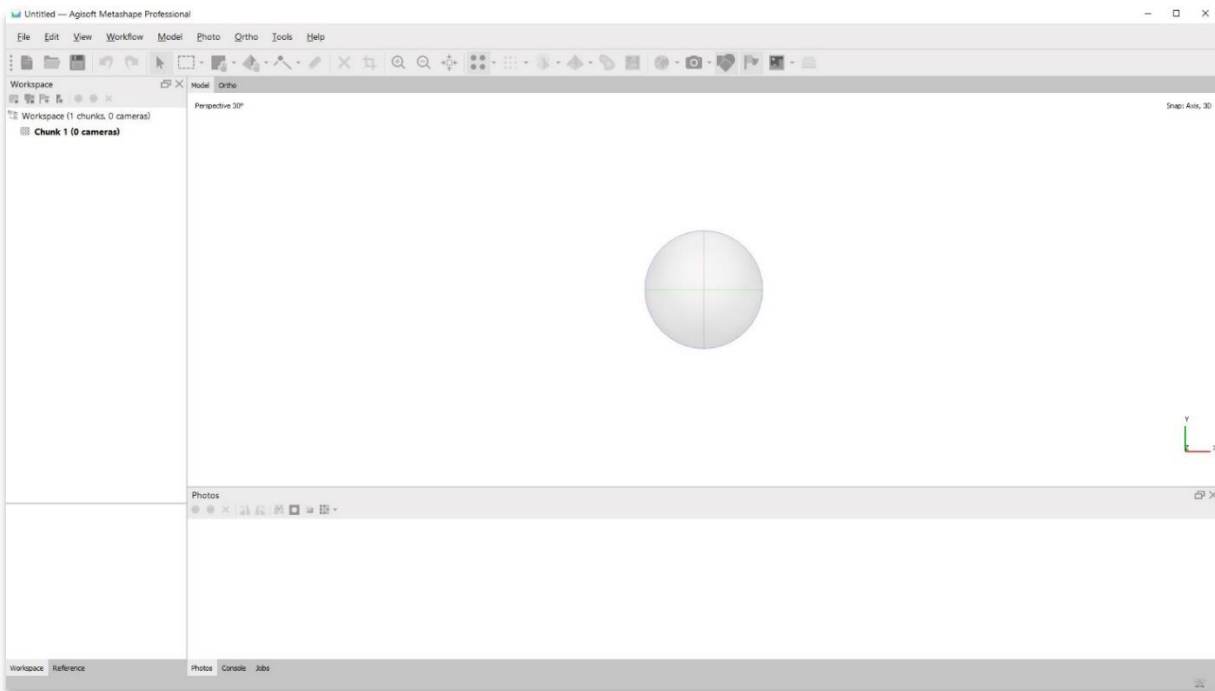 Untitled — Agisoft Metashape Professional
File Edit View Workflow Model Photo Ortho Tools Help
Workspace
Model Ortho
Perspective 30°
Snap: Axis, 3D
Workspace (1 chunks, 0 cameras)
Chunk 1 (0 cameras)
Y
X
Z
Photos
Workspace Reference
Photos Console Jobs